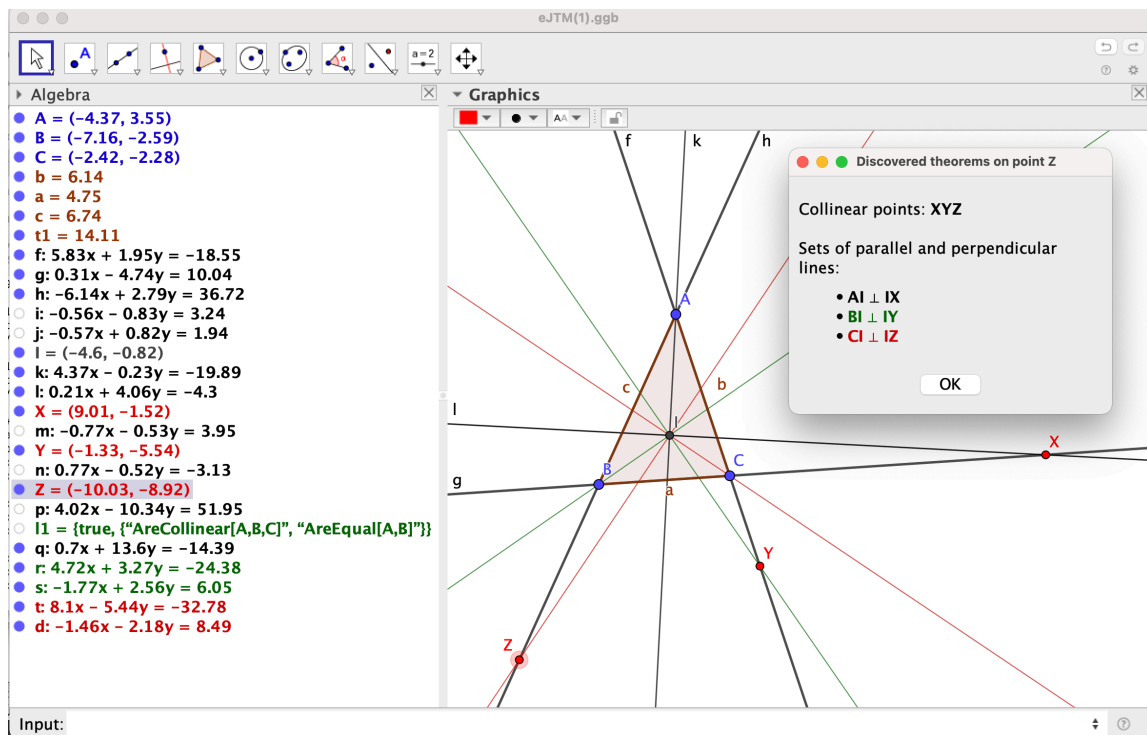 eJTM(1).ggb
A
α
a=2
Algebra
Graphics
AA
A = (−4.37, 3.55)
B = (−7.16, −2.59)
C = (−2.42, −2.28)
b = 6.14
a = 4.75
c = 6.74
t1 = 14.11
f: 5.83x + 1.95y = −18.55
g: 0.31x − 4.74y = 10.04
h: −6.14x + 2.79y = 36.72
i: −0.56x − 0.83y = 3.24
j: −0.57x + 0.82y = 1.94
I = (−4.6, −0.82)
k: 4.37x − 0.23y = −19.89
l: 0.21x + 4.06y = −4.3
X = (9.01, −1.52)
m: −0.77x − 0.53y = 3.95
Y = (−1.33, −5.54)
n: 0.77x − 0.52y = −3.13
Z = (−10.03, −8.92)
p: 4.02x − 10.34y = 51.95
l1 = {true, {“AreCollinear[A,B,C]”, “AreEqual[A,B]”}}
q: 0.7x + 13.6y = −14.39
r: 4.72x + 3.27y = −24.38
s: −1.77x + 2.56y = 6.05
t: 8.1x − 5.44y = −32.78
d: −1.46x − 2.18y = 8.49
f k h
A
c b
l
I
X
B C
g
a
Y
Z
Discovered theorems on point Z
Collinear points: XYZ
Sets of parallel and perpendicular
lines:
• AI ⊥ IX
• BI ⊥ IY
• CI ⊥ IZ
OK
Input: